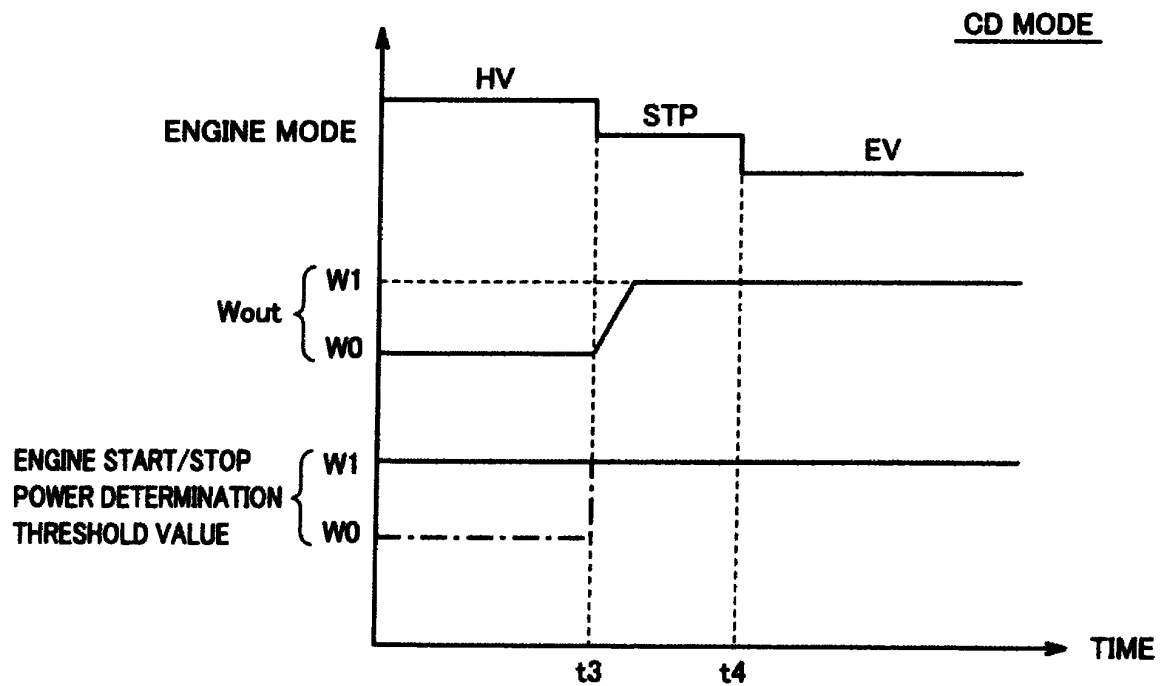 CD MODE
HV
STP
ENGINE MODE
EV
W1
Wout
W0
ENGINE START/STOP
POWER DETERMINATION
THRESHOLD VALUE
W1
W0
TIME
t3
t4